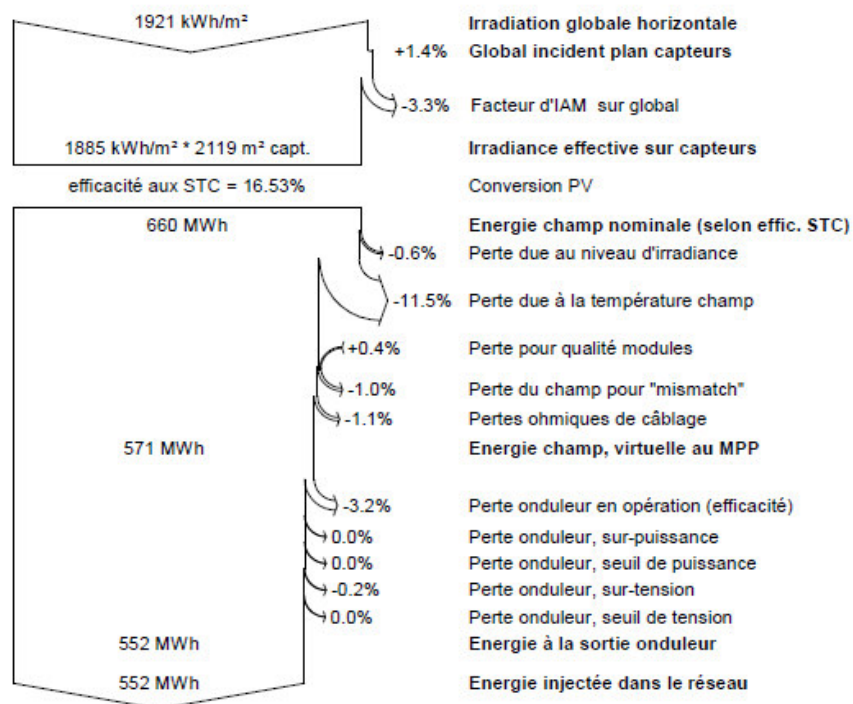 1921 kWh/m² Irradiation globale horizontale
+1.4% Global incident plan capteurs
-3.3% Facteur d'IAM sur global
1885 kWh/m² * 2119 m² capt. Irradiance effective sur capteurs
efficacité aux STC = 16.53% Conversion PV
660 MWh Energie champ nominale (selon effic. STC)
-0.6% Perte due au niveau d'irradiance
-11.5% Perte due à la température champ
+0.4% Perte pour qualité modules
-1.0% Perte du champ pour "mismatch"
-1.1% Pertes ohmiques de câblage
571 MWh Energie champ, virtuelle au MPP
-3.2% Perte onduleur en opération (efficacité)
0.0% Perte onduleur, sur-puissance
0.0% Perte onduleur, seuil de puissance
-0.2% Perte onduleur, sur-tension
0.0% Perte onduleur, seuil de tension
552 MWh Energie à la sortie onduleur
552 MWh Energie injectée dans le réseau